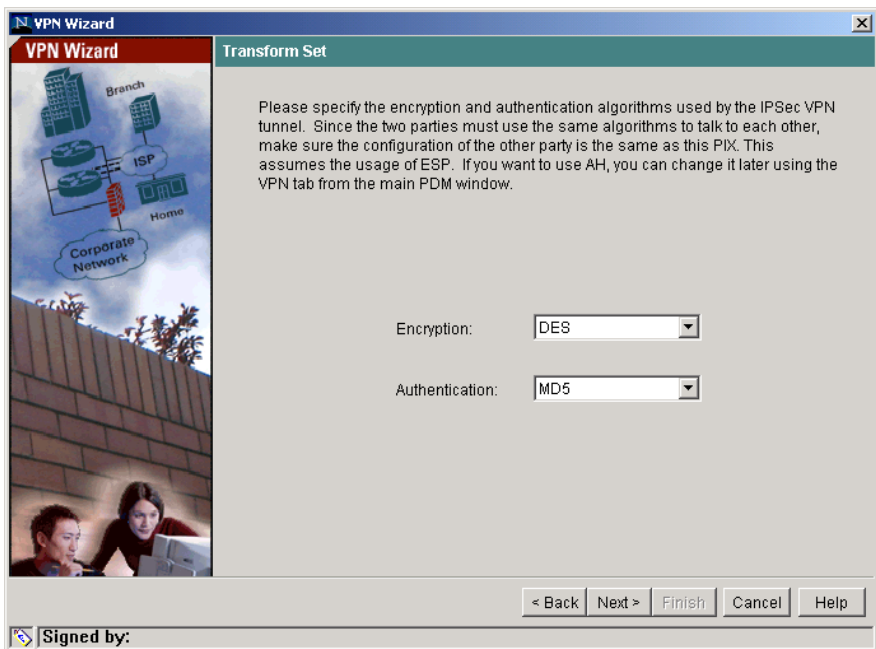 N VPN Wizard
VPN Wizard
Transform Set
Branch
ISP
Home
Corporate
Network
Please specify the encryption and authentication algorithms used by the IPSec VPN
tunnel. Since the two parties must use the same algorithms to talk to each other,
make sure the configuration of the other party is the same as this PIX. This
assumes the usage of ESP. If you want to use AH, you can change it later using the
VPN tab from the main PDM window.
Encryption: DES
Authentication: MD5
< Back Next > Finish Cancel Help
Signed by: